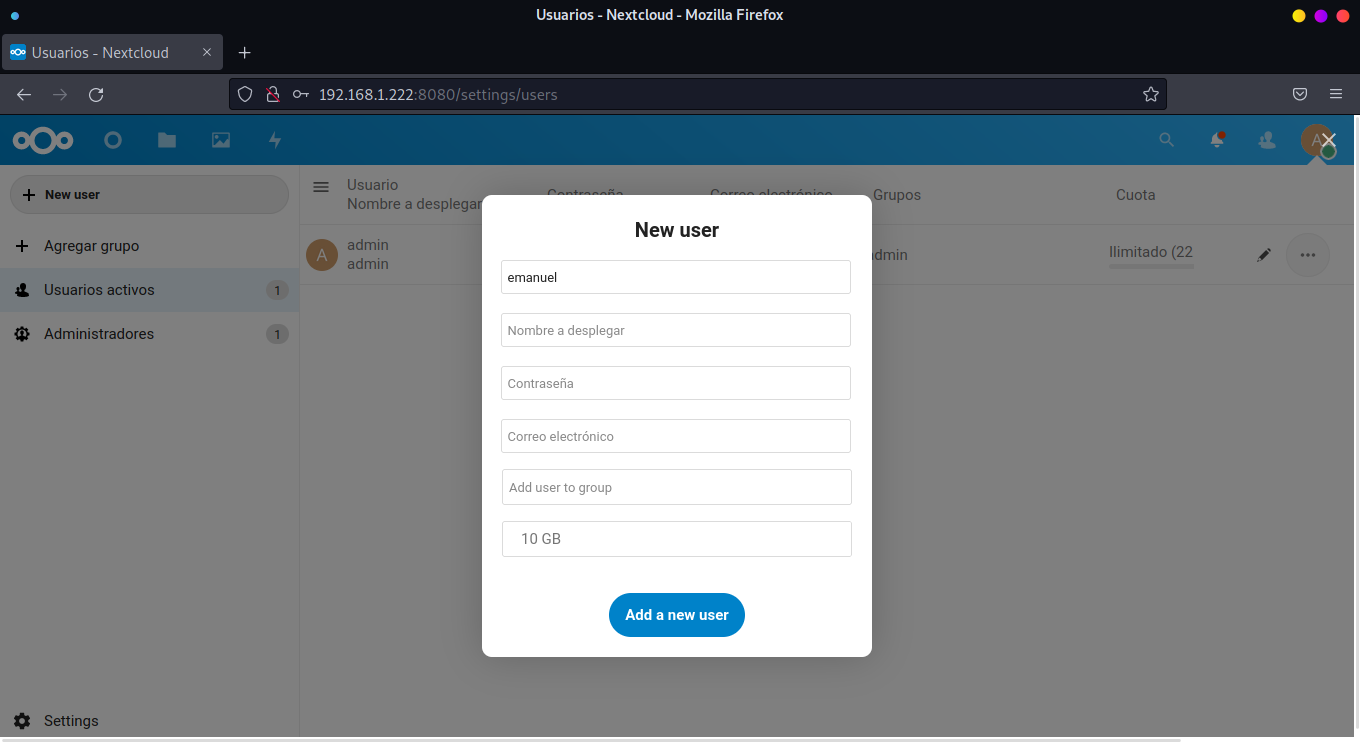 Usuarios - Nextcloud - Mozilla Firefox
Usuarios - Nextcloud
192.168.1.222:8080/settings/users
A
New user
Agregar grupo
Usuarios activos 1
Administradores 1
Settings
Usuario
Nombre a desplegar
Contraseña
Correo electrónico
Grupos
Cuota
A
admin
admin
admin
Ilimitado (22
New user
emanuel
Nombre a desplegar
Contraseña
Correo electrónico
Add user to group
10 GB
Add a new user